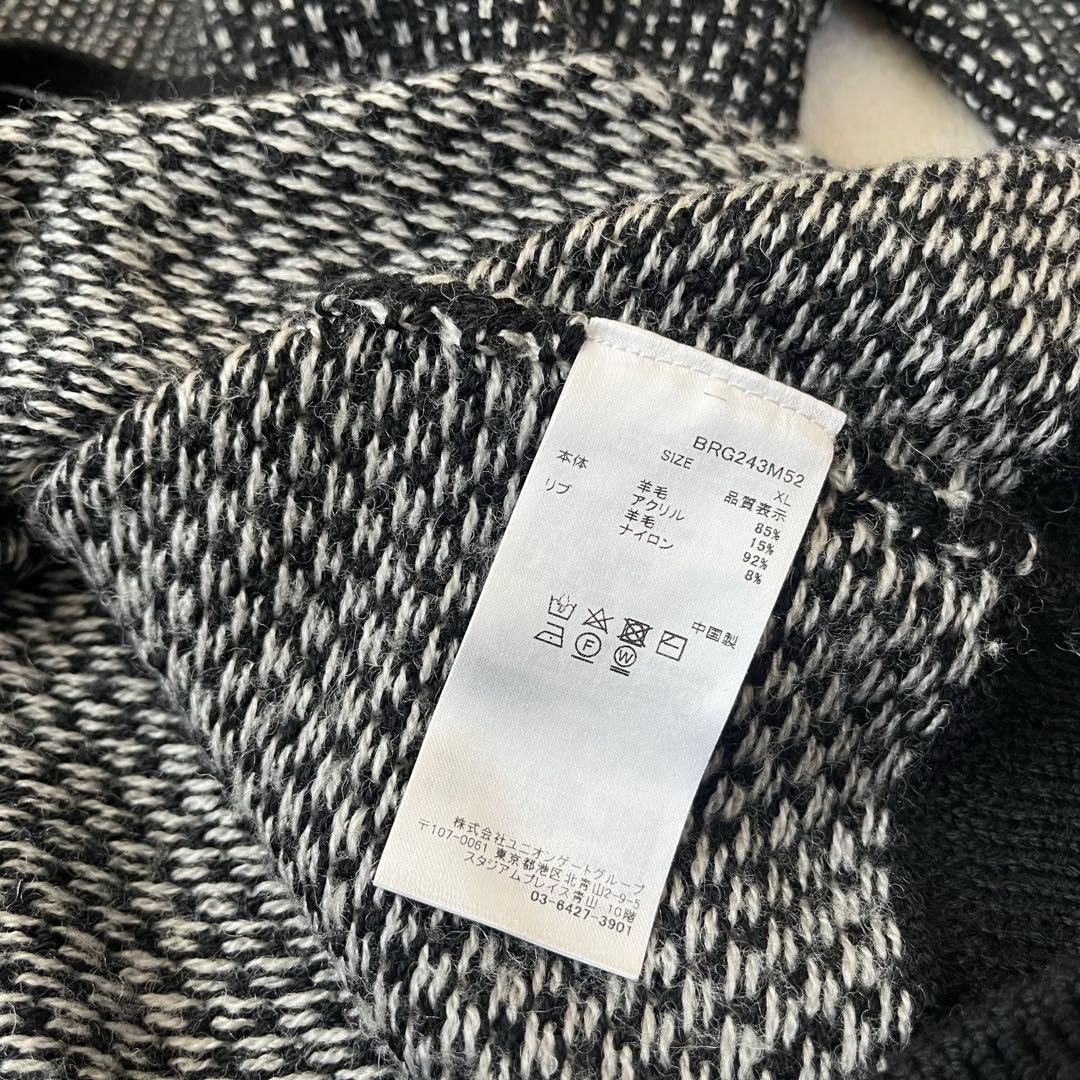 BRG243M52
SIZE XL
品質表示
本体 羊毛 85%
アクリル 15%
リブ 羊毛 92%
ナイロン 8%
中国製
F
W
株式会社ユニオンゲートグループ
〒107-0061 東京都港区北青山2-9-5
スタジアムプレイス青山 10階
03-6427-3901